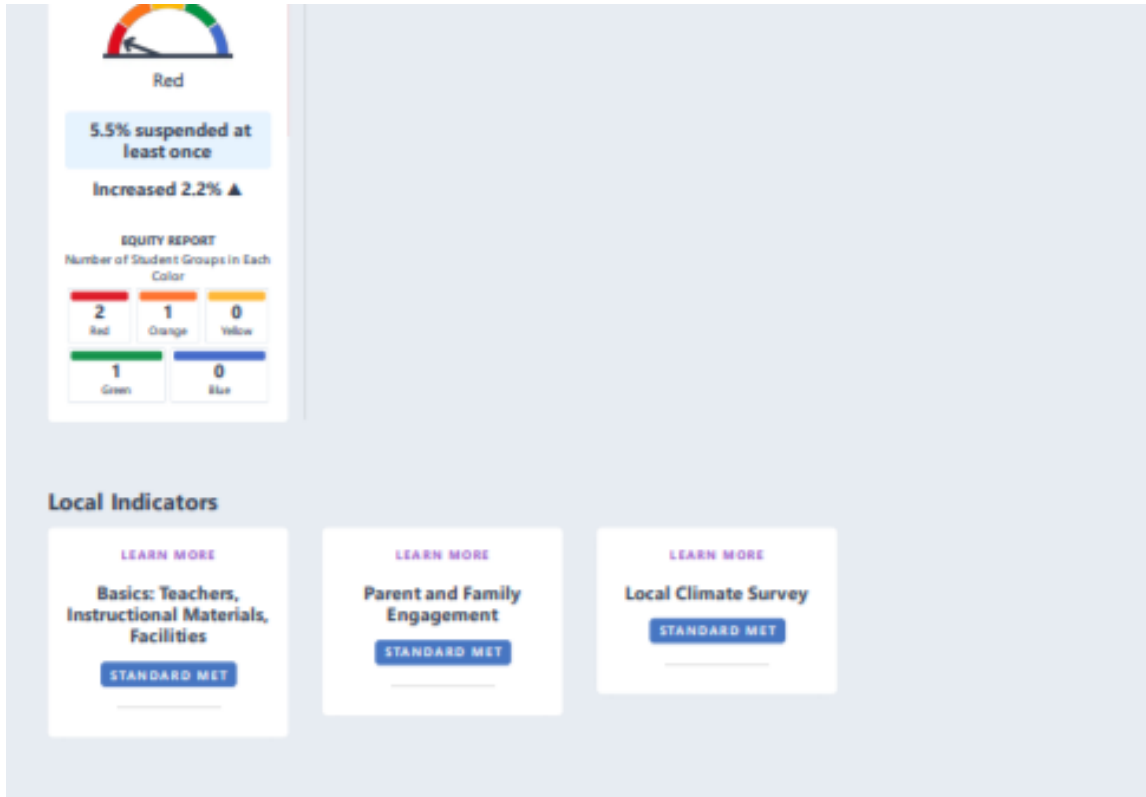 Red
5.5% suspended at
least once
Increased 2.2% ▲
EQUITY REPORT
Number of Student Groups in Each
Color
2
Red
1
Orange
0
Yellow
1
Green
0
Blue
Local Indicators
LEARN MORE
Basics: Teachers,
Instructional Materials,
Facilities
STANDARD MET
LEARN MORE
Parent and Family
Engagement
STANDARD MET
LEARN MORE
Local Climate Survey
STANDARD MET